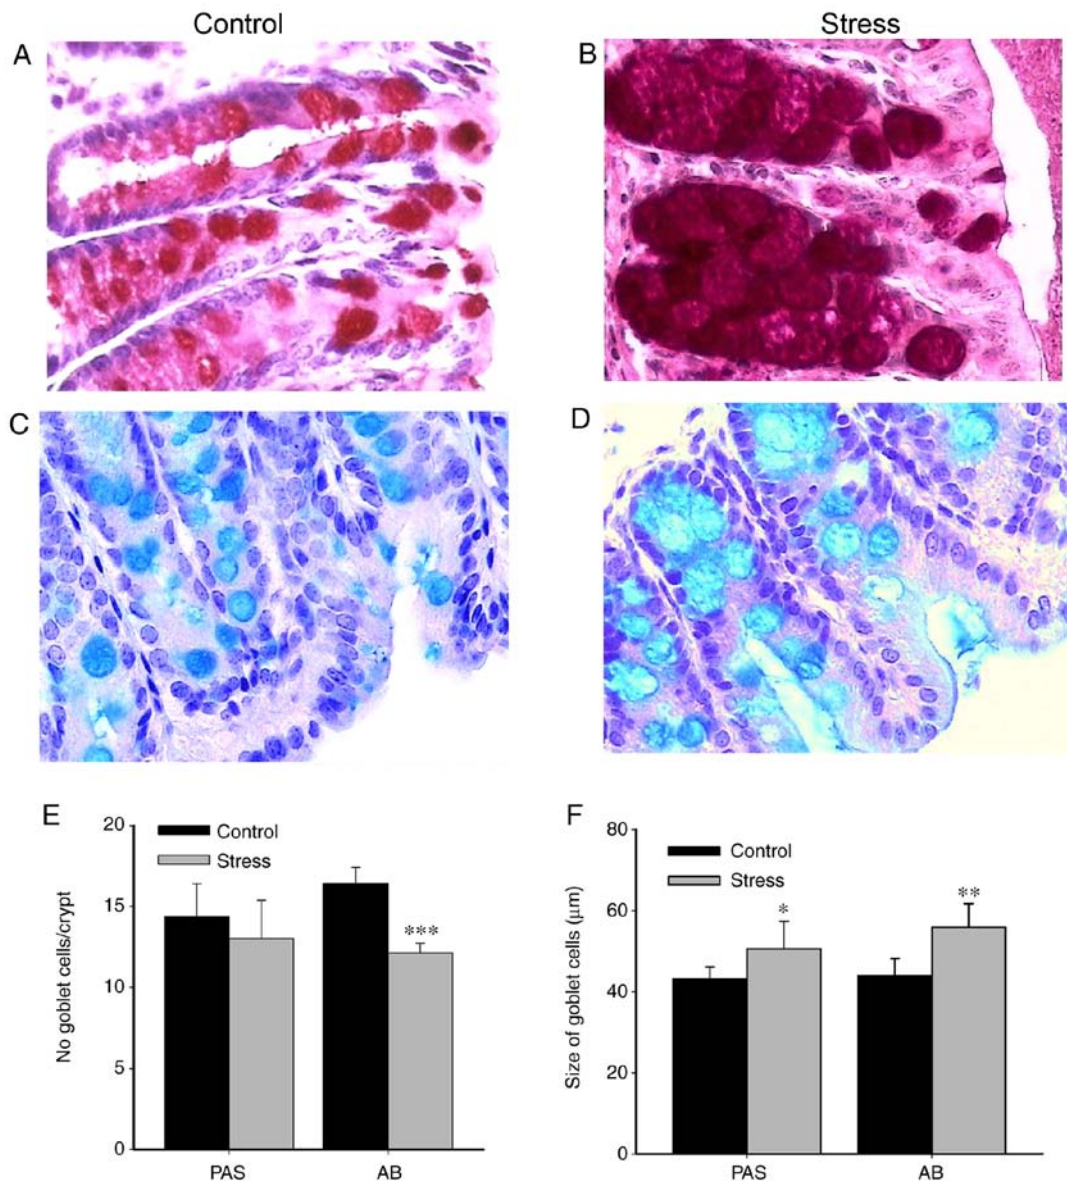 Control
Stress
A
B
C
D
E
20
15
10
5
0
No goblet cells/crypt
Control
Stress
***
PAS
AB
F
80
60
40
20
0
Size of goblet cells (μm)
Control
Stress
*
**
PAS
AB